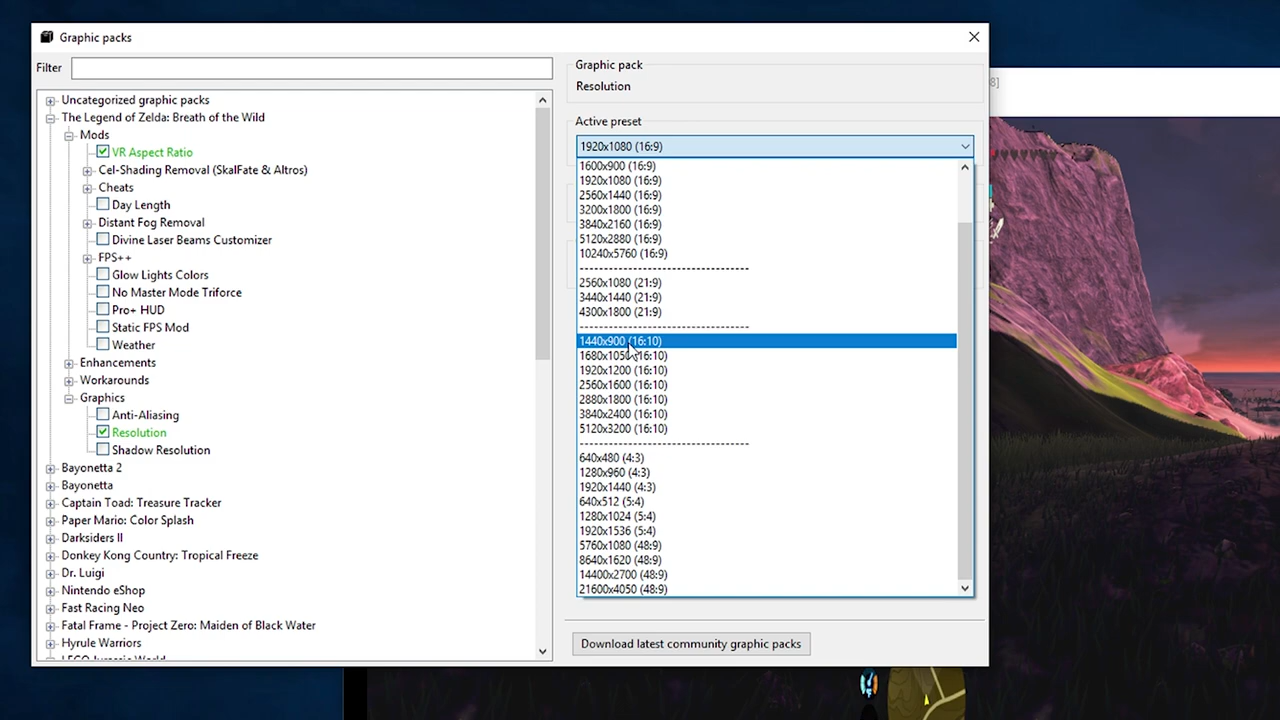 Graphic packs
Filter
Uncategorized graphic packs
The Legend of Zelda: Breath of the Wild
Mods
VR Aspect Ratio
Cel-Shading Removal (SkalFate & Altros)
Cheats
Day Length
Distant Fog Removal
Divine Laser Beams Customizer
FPS++
Glow Lights Colors
No Master Mode Triforce
Pro+ HUD
Static FPS Mod
Weather
Enhancements
Workarounds
Graphics
Anti-Aliasing
Resolution
Shadow Resolution
Bayonetta 2
Bayonetta
Captain Toad: Treasure Tracker
Paper Mario: Color Splash
Darksiders II
Donkey Kong Country: Tropical Freeze
Dr. Luigi
Nintendo eShop
Fast Racing Neo
Fatal Frame - Project Zero: Maiden of Black Water
Hyrule Warriors
LEGO Jurassic World
Graphic pack
Resolution
Active preset
1920x1080 (16:9)
1600x900 (16:9)
1920x1080 (16:9)
2560x1440 (16:9)
3200x1800 (16:9)
3840x2160 (16:9)
5120x2880 (16:9)
10240x5760 (16:9)
----------------------------------
2560x1080 (21:9)
3440x1440 (21:9)
4300x1800 (21:9)
----------------------------------
1440x900 (16:10)
1680x1050 (16:10)
1920x1200 (16:10)
2560x1600 (16:10)
2880x1800 (16:10)
3840x2400 (16:10)
5120x3200 (16:10)
----------------------------------
640x480 (4:3)
1280x960 (4:3)
1920x1440 (4:3)
640x512 (5:4)
1280x1024 (5:4)
1920x1536 (5:4)
5760x1080 (48:9)
8640x1620 (48:9)
14400x2700 (48:9)
21600x4050 (48:9)
Download latest community graphic packs